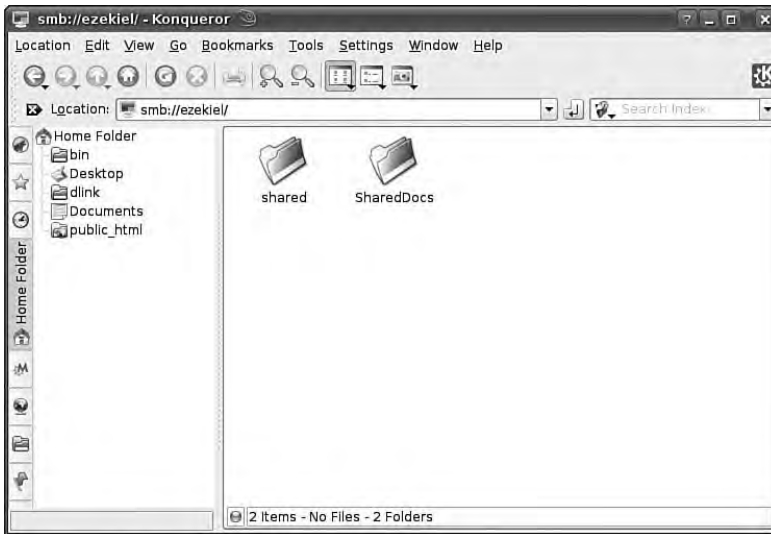 smb://ezekiel/ - Konqueror
Location Edit View Go Bookmarks Tools Settings Window Help
Location: smb://ezekiel/
Search Index
Home Folder
bin
Desktop
dlink
Documents
public_html
Home Folder
shared
SharedDocs
2 Items - No Files - 2 Folders